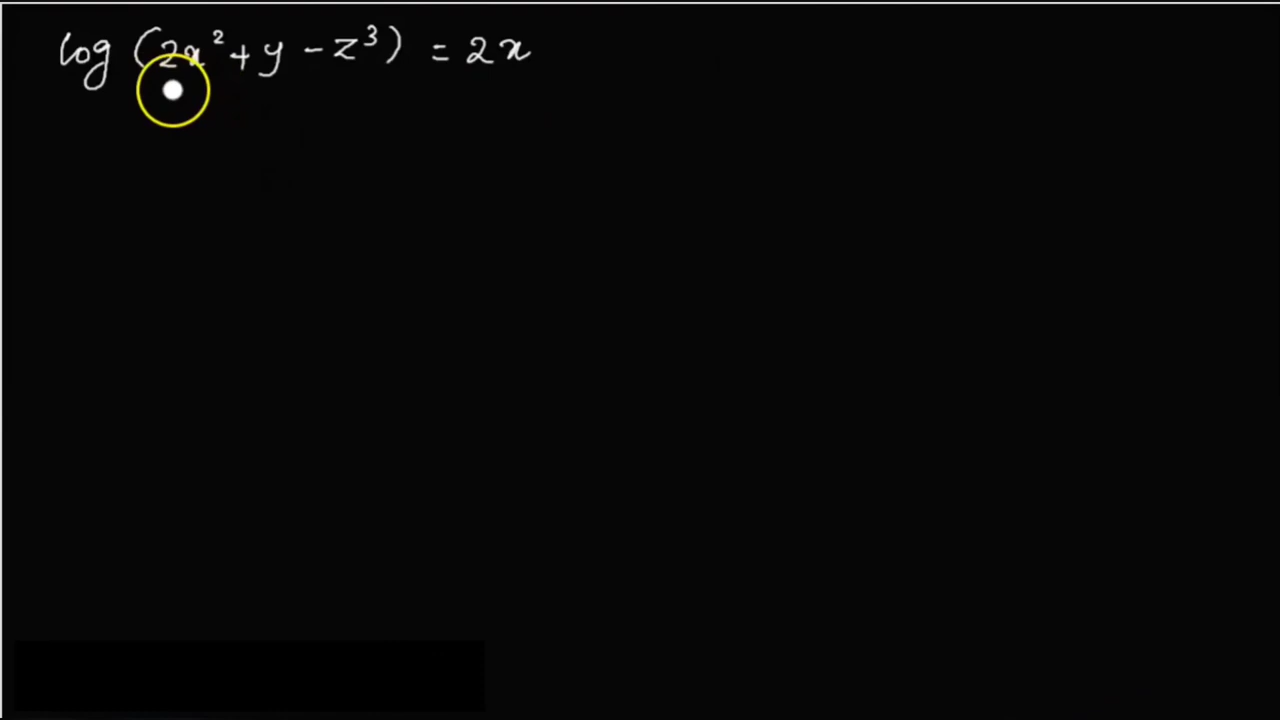 log (2x² + y - z³) = 2x